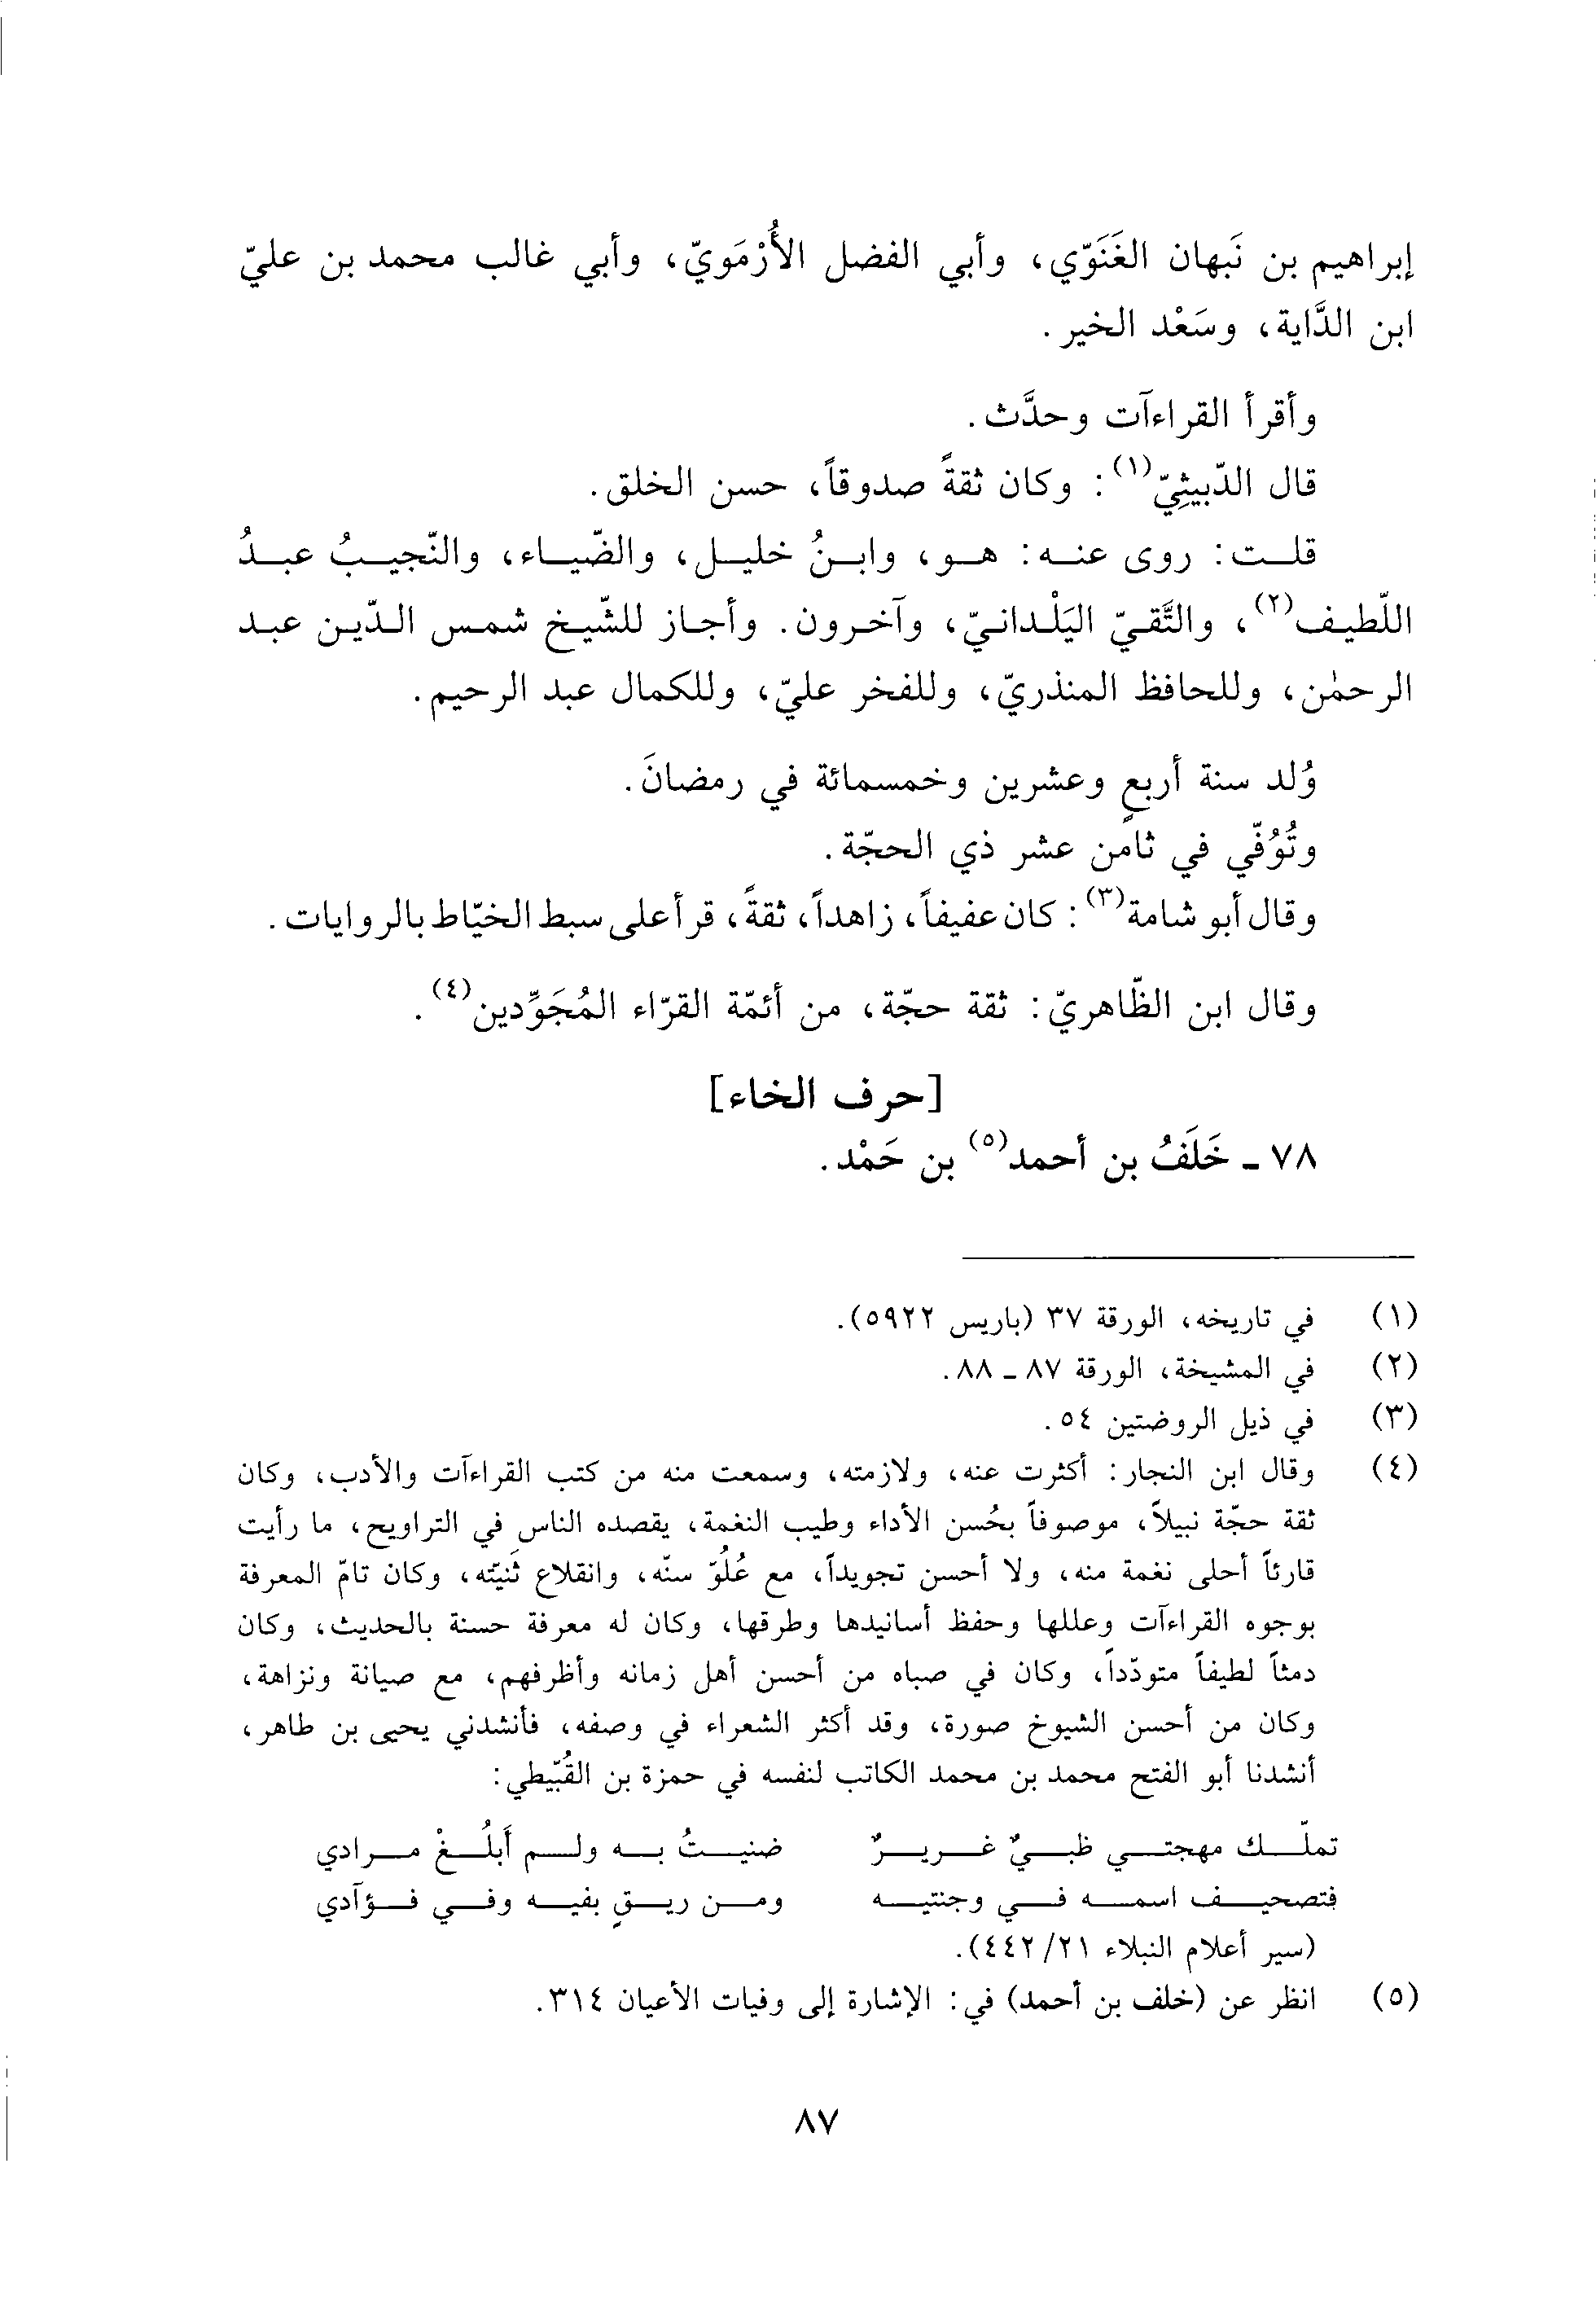 إبراهيم بن نَبهان الغَنَوّي، وأبي الفضل الأُرْمَويّ، وأبي غالب محمد بن عليّ
ابن الدَّاية، وسَعْد الخير.
وأقرأ القراءآت وحدَّث.
قال الدّبيثِيّ(١): وكان ثقةً صدوقاً، حسن الخلق.
قلت: روى عنه: هو، وابنُ خليل، والضّياء، والنّجيبُ عبدُ
اللّطيف(٢)، والتَّقيّ اليَلْدانيّ، وآخرون. وأجاز للشّيخ شمس الدّين عبد
الرحمٰن، وللحافظ المنذريّ، وللفخر عليّ، وللكمال عبد الرحيم.
وُلد سنة أربعٍ وعشرين وخمسمائة في رمضانَ.
وتُوُفّي في ثامن عشر ذي الحجّة.
وقال أبو شامة(٣): كان عفيفاً، زاهداً، ثقةً، قرأ على سبط الخيّاط بالروايات.
وقال ابن الظّاهريّ: ثقة حجّة، من أئمّة القرّاء المُجَوِّدين(٤).
[حرف الخاء]
٧٨ ـ خَلَفُ بن أحمد(٥) بن حَمْد.
(١) في تاريخه، الورقة ٣٧ (باريس ٥٩٢٢).
(٢) في المشيخة، الورقة ٨٧ ـ ٨٨.
(٣) في ذيل الروضتين ٥٤.
(٤) وقال ابن النجار: أكثرت عنه، ولازمته، وسمعت منه من كتب القراءآت والأدب، وكان
ثقة حجّة نبيلاً، موصوفاً بحُسن الأداء وطيب النغمة، يقصده الناس في التراويح، ما رأيت
قارئاً أحلى نغمة منه، ولا أحسن تجويداً، مع عُلُوّ سنّه، وانقلاع ثَنيّته، وكان تامّ المعرفة
بوجوه القراءآت وعللها وحفظ أسانيدها وطرقها، وكان له معرفة حسنة بالحديث، وكان
دمثاً لطيفاً متودّداً، وكان في صباه من أحسن أهل زمانه وأظرفهم، مع صيانة ونزاهة،
وكان من أحسن الشيوخ صورة، وقد أكثر الشعراء في وصفه، فأنشدني يحيى بن طاهر،
أنشدنا أبو الفتح محمد بن محمد الكاتب لنفسه في حمزة بن القُبّيطي:
تملّك مهجتي ظبيٌ غريرٌ ضنيتُ به ولم أَبلُغْ مرادي
فتصحيف اسمه في وجنتيه ومن ريقٍ بفيه وفي فؤآدي
(سير أعلام النبلاء ٤٤٢/٢١).
(٥) انظر عن (خلف بن أحمد) في: الإشارة إلى وفيات الأعيان ٣١٤.
٨٧